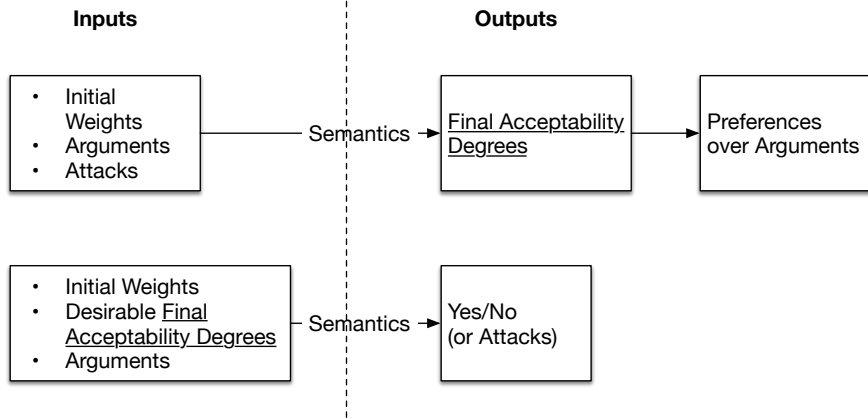 Inputs
Outputs
• Initial
Weights
• Arguments
• Attacks
Semantics
Final Acceptability
Degrees
Preferences
over Arguments
• Initial Weights
• Desirable Final
Acceptability Degrees
• Arguments
Semantics
Yes/No
(or Attacks)